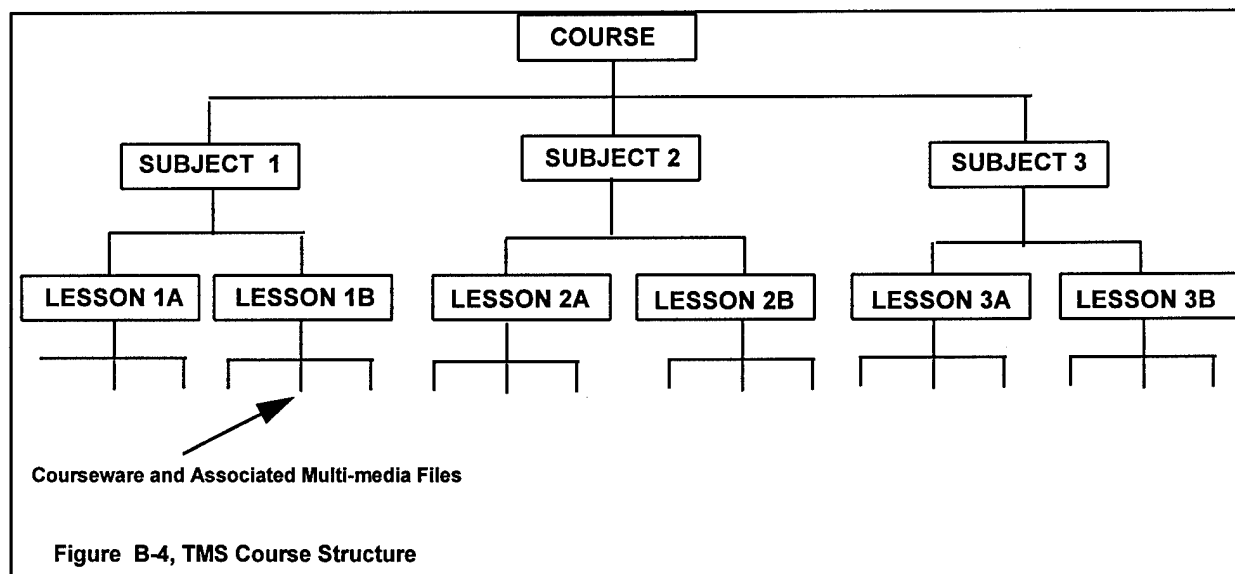 COURSE
SUBJECT 1
SUBJECT 2
SUBJECT 3
LESSON 1A
LESSON 1B
LESSON 2A
LESSON 2B
LESSON 3A
LESSON 3B
Courseware and Associated Multi-media Files
Figure B-4, TMS Course Structure